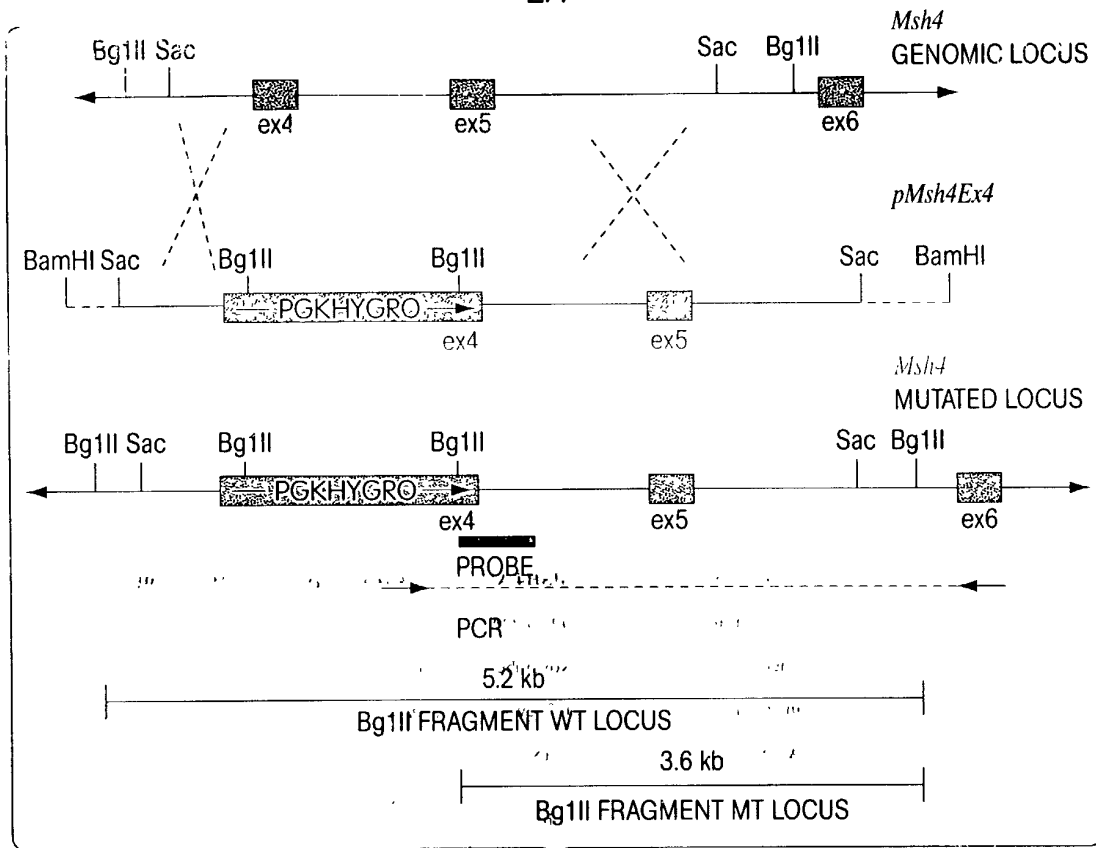 Msh4
Bg1II Sac Sac Bg1II GENOMIC LOCUS
ex4 ex5 ex6
pMsh4Ex4
BamHI Sac Bg1II Bg1II Sac BamHI
PGKHYGRO
ex4 ex5
Msh4
MUTATED LOCUS
Bg1II Sac Bg1II Bg1II Sac Bg1II
PGKHYGRO
ex4 ex5 ex6
PROBE
PCR
5.2 kb
Bg1II FRAGMENT WT LOCUS
3.6 kb
Bg1II FRAGMENT MT LOCUS